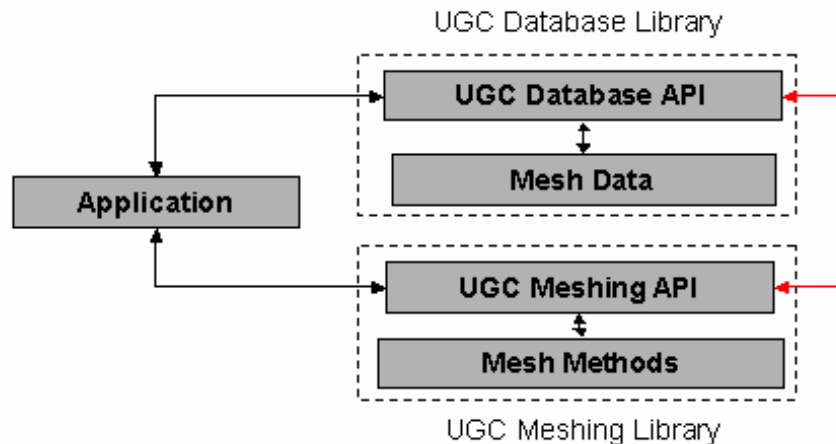 UGC Database Library
UGC Database API
Mesh Data
Application
UGC Meshing API
Mesh Methods
UGC Meshing Library